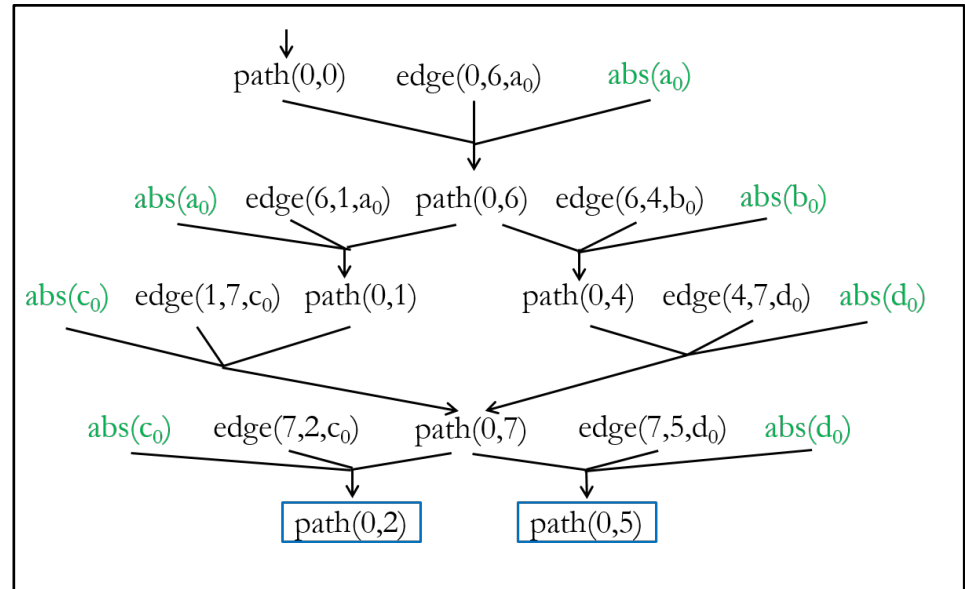 path(0,0) edge(0,6,a₀) abs(a₀)
abs(a₀) edge(6,1,a₀) path(0,6) edge(6,4,b₀) abs(b₀)
abs(c₀) edge(1,7,c₀) path(0,1) path(0,4) edge(4,7,d₀) abs(d₀)
abs(c₀) edge(7,2,c₀) path(0,7) edge(7,5,d₀) abs(d₀)
path(0,2) path(0,5)